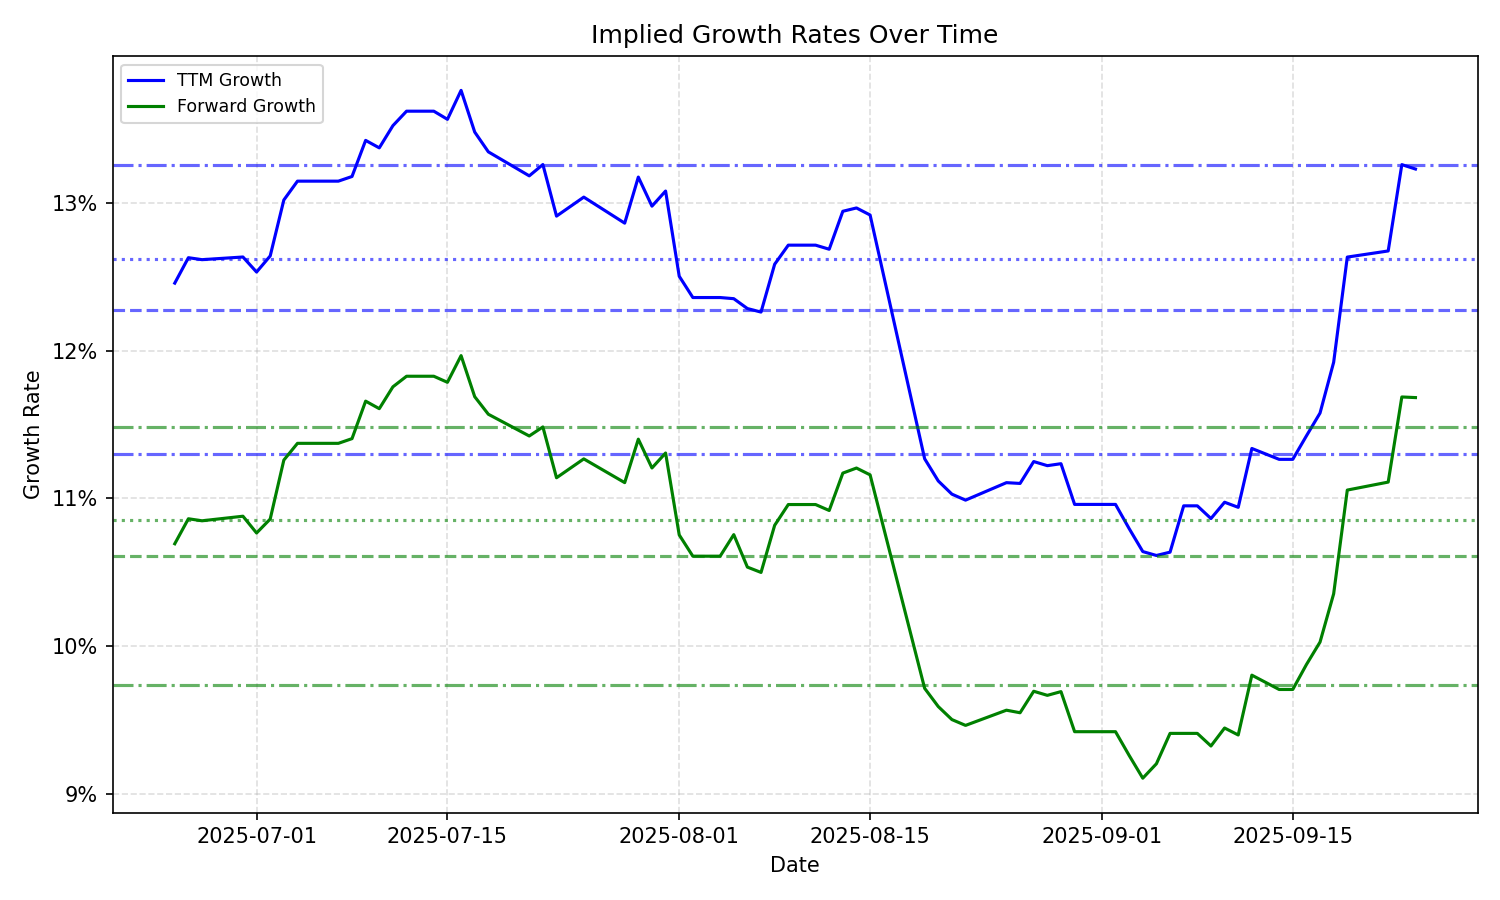 Implied Growth Rates Over Time
TTM Growth
Forward Growth
13%
12%
11%
10%
9%
Growth Rate
2025-07-01
2025-07-15
2025-08-01
2025-08-15
2025-09-01
2025-09-15
Date